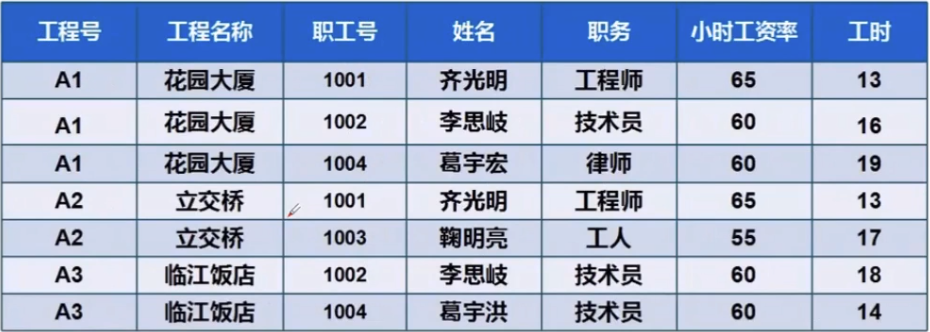 工程号 工程名称 职工号 姓名 职务 小时工资率 工时
A1 花园大厦 1001 齐光明 工程师 65 13
A1 花园大厦 1002 李思岐 技术员 60 16
A1 花园大厦 1004 葛宇宏 律师 60 19
A2 立交桥 1001 齐光明 工程师 65 13
A2 立交桥 1003 鞠明亮 工人 55 17
A3 临江饭店 1002 李思岐 技术员 60 18
A3 临江饭店 1004 葛宇洪 技术员 60 14